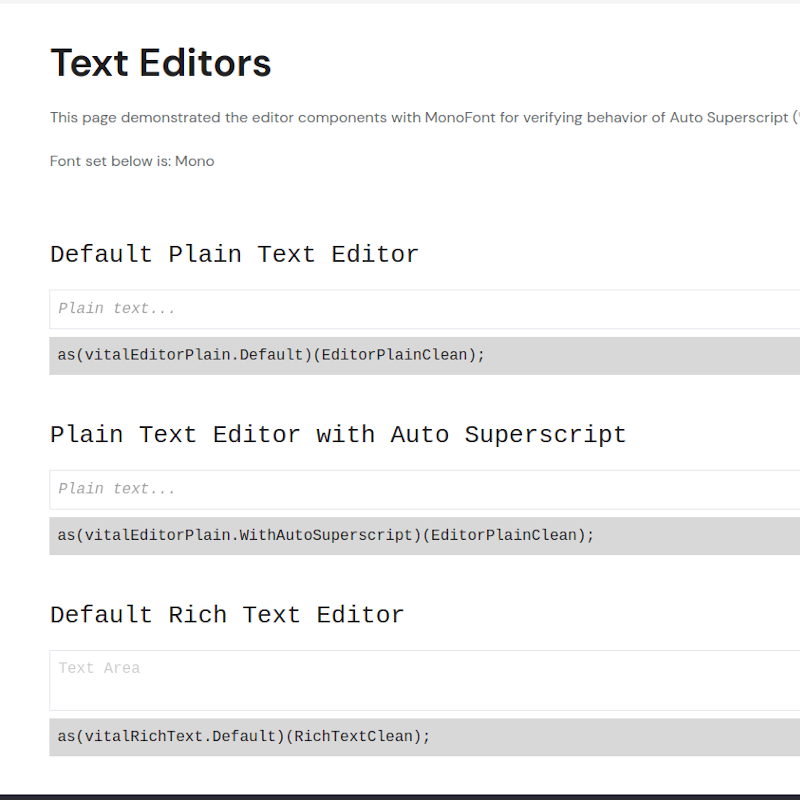 Text Editors
This page demonstrated the editor components with MonoFont for verifying behavior of Auto Superscript (
Font set below is: Mono
Default Plain Text Editor
Plain text...
as(vitalEditorPlain.Default)(EditorPlainClean);
Plain Text Editor with Auto Superscript
Plain text...
as(vitalEditorPlain.WithAutoSuperscript)(EditorPlainClean);
Default Rich Text Editor
Text Area
as(vitalRichText.Default)(RichTextClean);